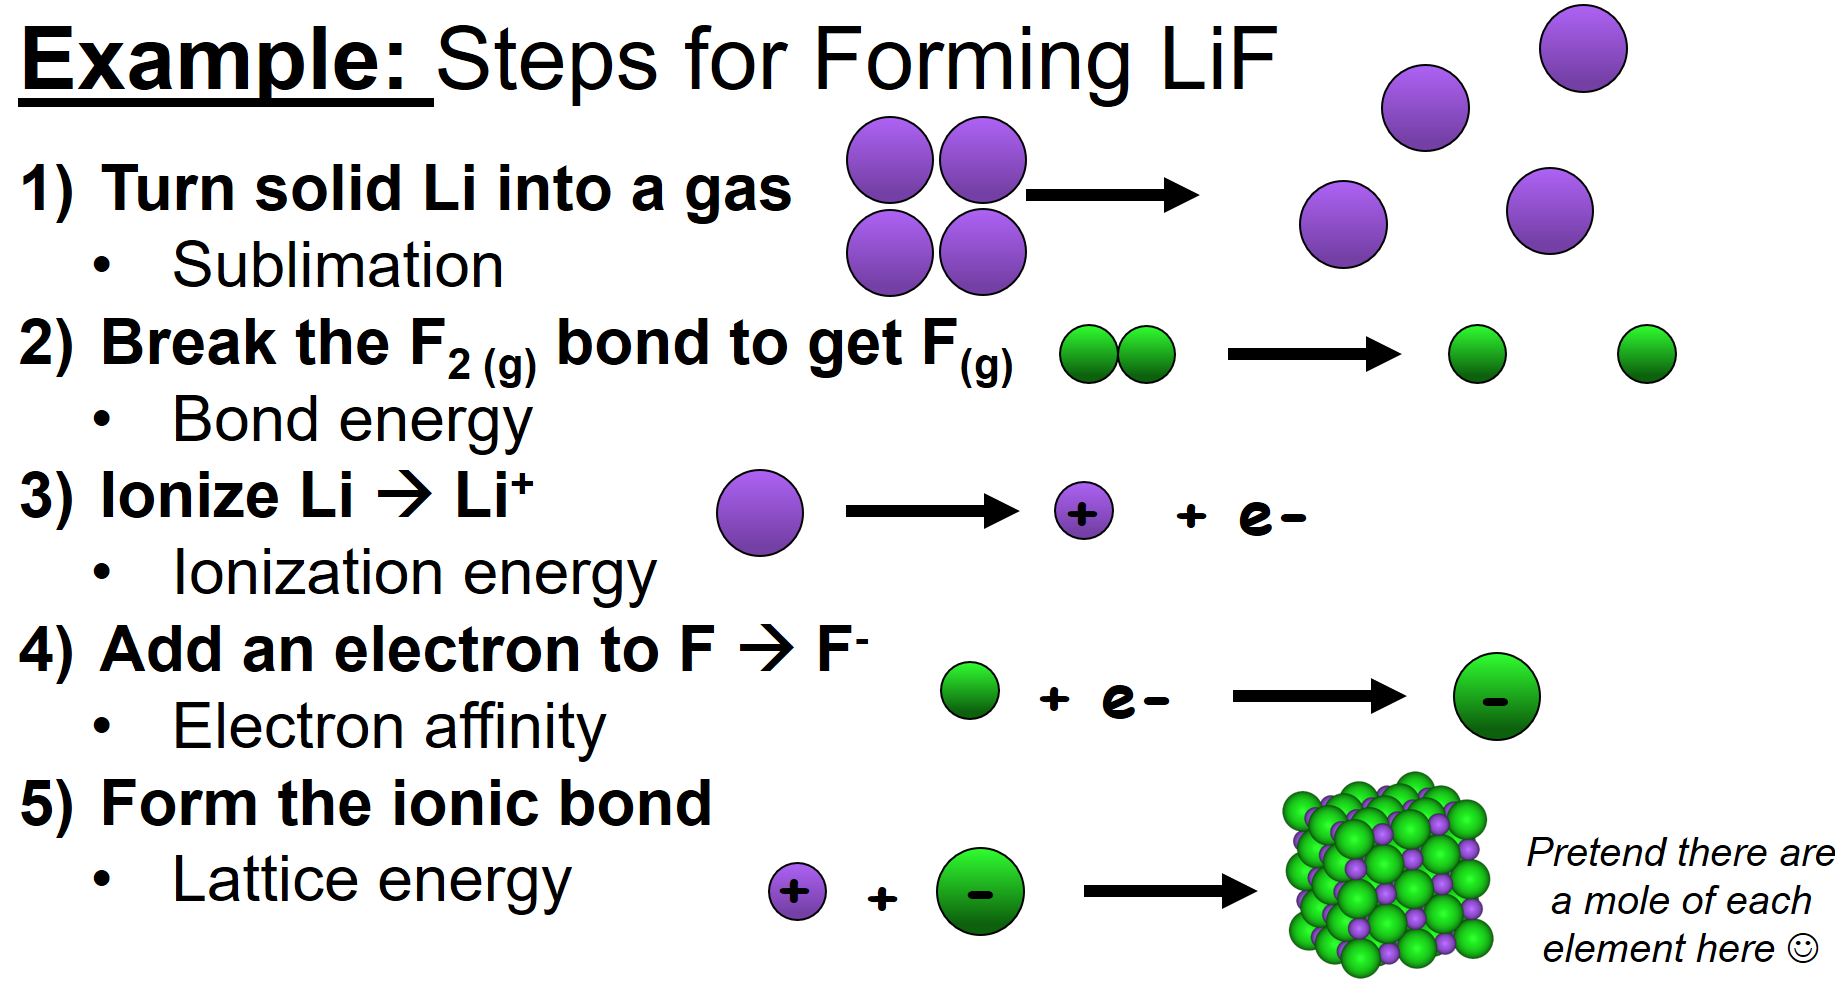 Example: Steps for Forming LiF
1) Turn solid Li into a gas
• Sublimation
2) Break the F2 (g) bond to get F(g)
• Bond energy
3) Ionize Li → Li+
+ + e-
• Ionization energy
4) Add an electron to F → F-
+ e- -
• Electron affinity
5) Form the ionic bond
• Lattice energy
+ + -
Pretend there are
a mole of each
element here ☺